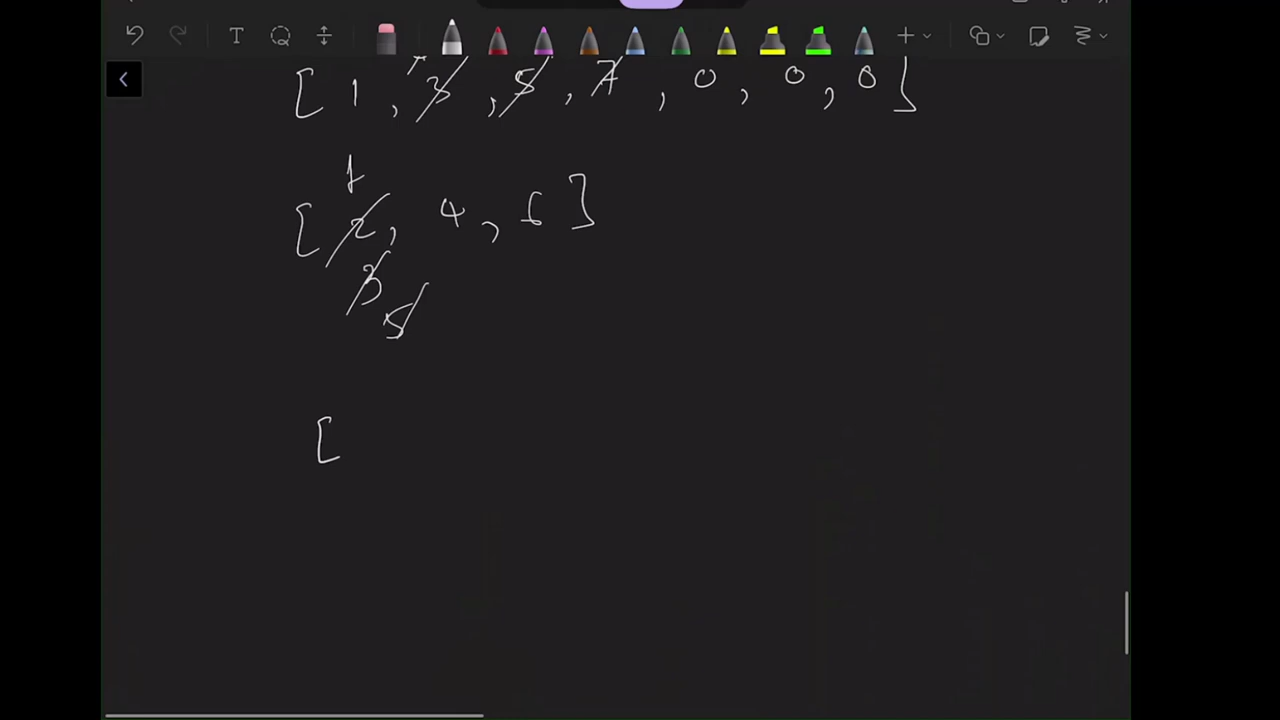 [ 1 , 3 , 5 , 7 , 0 , 0 , 0 ]
1
[ 2 , 4 , 6 ]
3
5
[